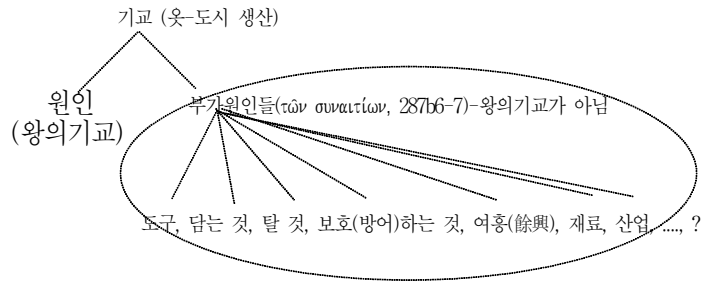 기교 (옷-도시 생산)
원인
(왕의기교)
부가원인들(τῶν συναιτίων, 287b6-7)-왕의기교가 아님
도구, 담는 것, 탈 것, 보호(방어)하는 것, 여흥(餘興), 재료, 산업, ...., ?